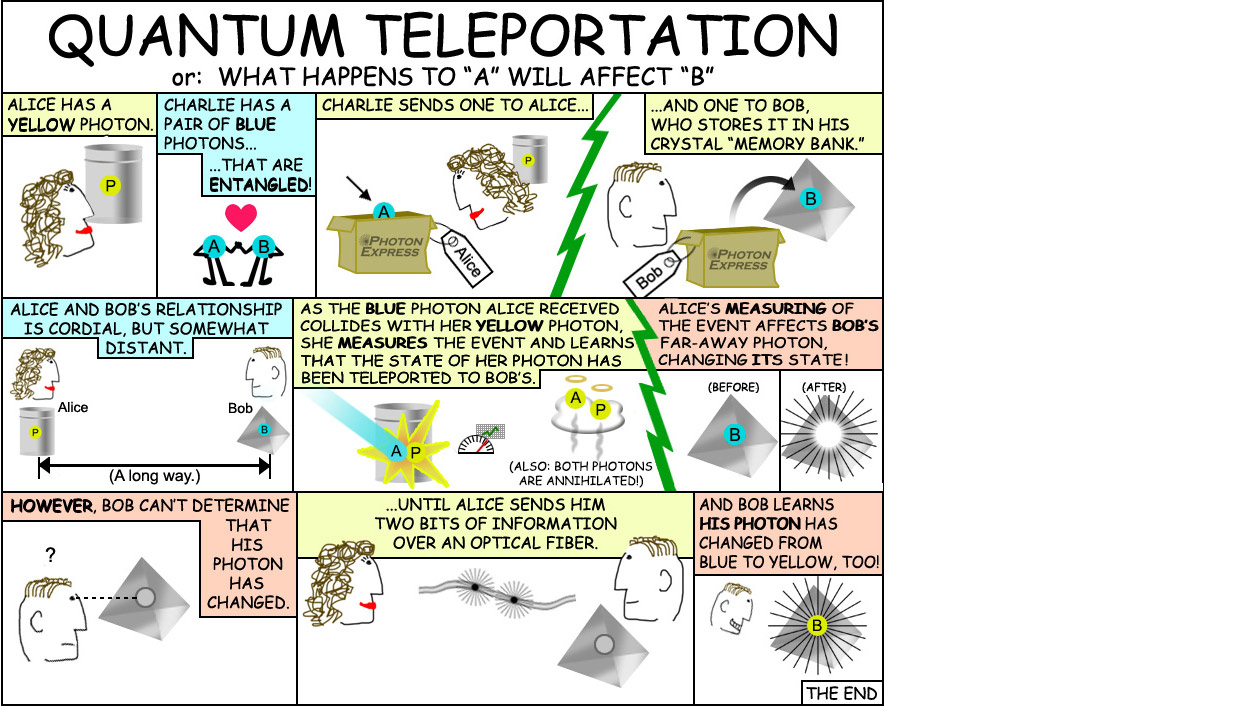 QUANTUM TELEPORTATION
or: WHAT HAPPENS TO “A” WILL AFFECT “B”
ALICE HAS A
YELLOW PHOTON.
P
CHARLIE HAS A
PAIR OF BLUE
PHOTONS...
...THAT ARE
ENTANGLED!
A B
CHARLIE SENDS ONE TO ALICE...
P
A
PHOTON
EXPRESS
Alice
...AND ONE TO BOB,
WHO STORES IT IN HIS
CRYSTAL “MEMORY BANK.”
B
PHOTON
EXPRESS
Bob
ALICE AND BOB'S RELATIONSHIP
IS CORDIAL, BUT SOMEWHAT
DISTANT.
Alice
Bob
P
B
(A long way.)
AS THE BLUE PHOTON ALICE RECEIVED
COLLIDES WITH HER YELLOW PHOTON,
SHE MEASURES THE EVENT AND LEARNS
THAT THE STATE OF HER PHOTON HAS
BEEN TELEPORTED TO BOB'S.
A P
A
P
(ALSO: BOTH PHOTONS
ARE ANNIHILATED!)
ALICE'S MEASURING OF
THE EVENT AFFECTS BOB'S
FAR-AWAY PHOTON,
CHANGING ITS STATE!
(BEFORE)
B
(AFTER)
HOWEVER, BOB CAN'T DETERMINE
THAT
HIS
PHOTON
HAS
CHANGED.
?
...UNTIL ALICE SENDS HIM
TWO BITS OF INFORMATION
OVER AN OPTICAL FIBER.
AND BOB LEARNS
HIS PHOTON HAS
CHANGED FROM
BLUE TO YELLOW, TOO!
B
THE END